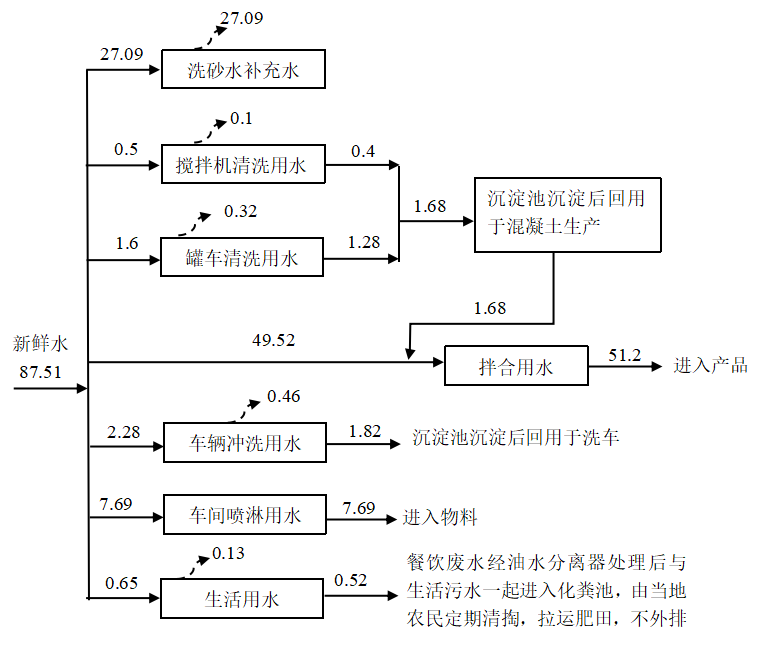 27.09
27.09
洗砂水补充水
0.1
0.5
搅拌机清洗用水
0.4
0.32
1.6
罐车清洗用水
1.28
1.68
沉淀池沉淀后回用
于混凝土生产
1.68
新鲜水
87.51
49.52
拌合用水
51.2
进入产品
0.46
2.28
车辆冲洗用水
1.82
沉淀池沉淀后回用于洗车
7.69
车间喷淋用水
7.69
进入物料
0.13
0.65
生活用水
0.52
餐饮废水经油水分离器处理后与
生活污水一起进入化粪池，由当地
农民定期清掏，拉运肥田，不外排